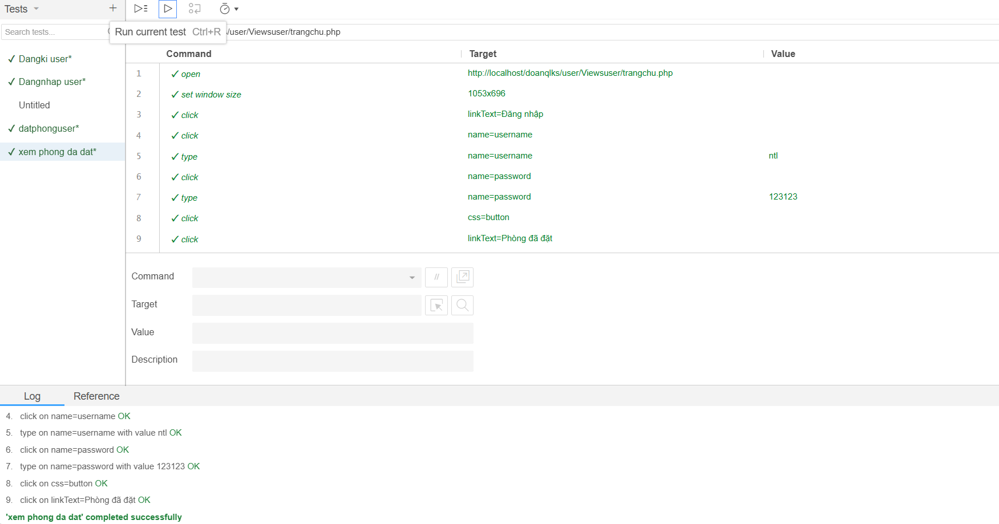 Tests
Search tests...
Run current test Ctrl+R
/user/Viewsuser/trangchu.php
Dangki user*
Dangnhap user*
Untitled
datphonguser*
xem phong da dat*
Command Target Value
1 open http://localhost/doanqlks/user/Viewsuser/trangchu.php
2 set window size 1053x696
3 click linkText=Đăng nhập
4 click name=username
5 type name=username ntl
6 click name=password
7 type name=password 123123
8 click css=button
9 click linkText=Phòng đã đặt
Command //
Target
Value
Description
Log Reference
4. click on name=username OK
5. type on name=username with value ntl OK
6. click on name=password OK
7. type on name=password with value 123123 OK
8. click on css=button OK
9. click on linkText=Phòng đã đặt OK
'xem phong da dat' completed successfully